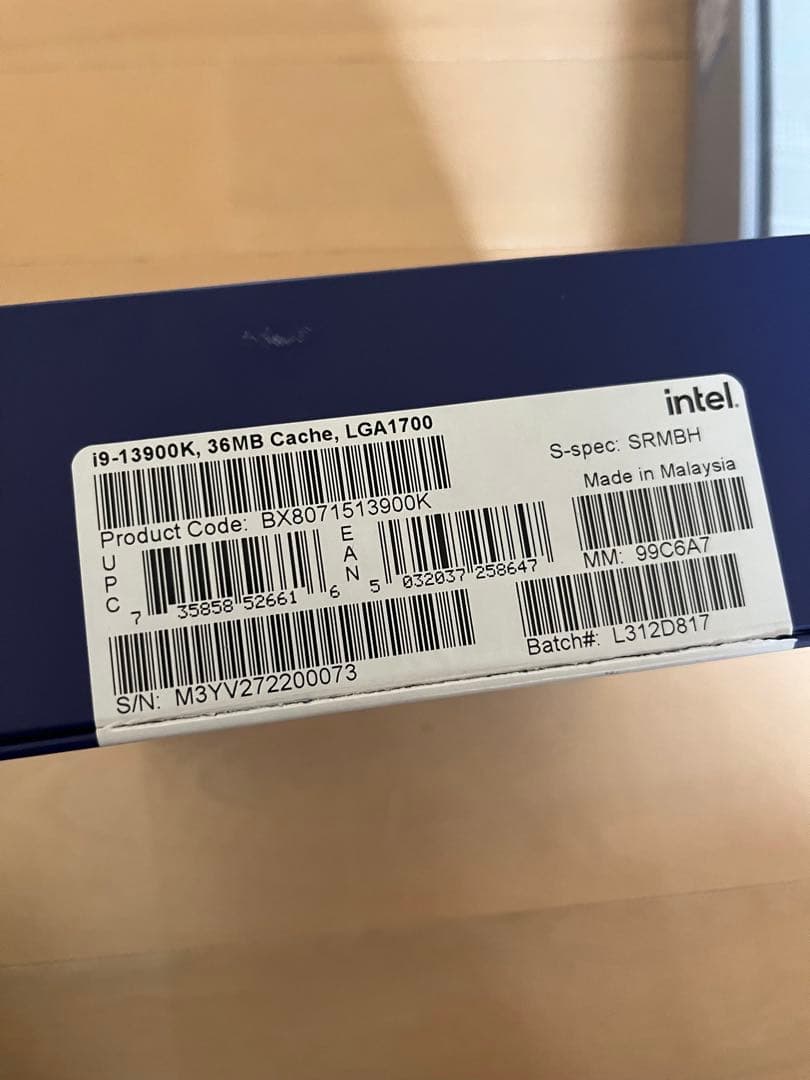 intel.
i9-13900K, 36MB Cache, LGA1700
S-spec: SRMBH
Made in Malaysia
Product Code: BX8071513900K
UPC 7 35858 52661 6
EAN 5 032037 258647
MM: 99C6A7
S/N: M3YV272200073
Batch#: L312D817